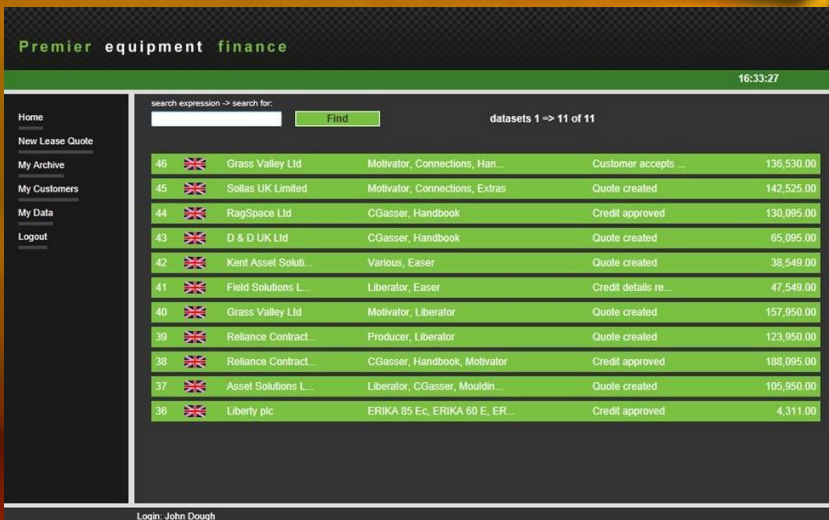 Premier equipment finance
16:33:27
Home
New Lease Quote
My Archive
My Customers
My Data
Logout
search expression -> search for:
Find
datasets 1 => 11 of 11
46 Grass Valley Ltd Motivator, Connections, Han... Customer accepts ... 136,530.00
45 Sollas UK Limited Motivator, Connections, Extras Quote created 142,525.00
44 RagSpace Ltd CGasser, Handbook Credit approved 130,095.00
43 D & D UK Ltd CGasser, Handbook Quote created 65,095.00
42 Kent Asset Soluti... Various, Easer Quote created 38,549.00
41 Field Solutions L... Liberator, Easer Credit details re... 47,549.00
40 Grass Valley Ltd Motivator, Liberator Quote created 157,950.00
39 Reliance Contract... Producer, Liberator Quote created 123,950.00
38 Reliance Contract... CGasser, Handbook, Motivator Credit approved 188,095.00
37 Asset Solutions L... Liberator, CGasser, Mouldin... Quote created 105,950.00
36 Liberty plc ERIKA 85 Ec, ERIKA 60 E, ER... Credit approved 4,311.00
Login: John Dough